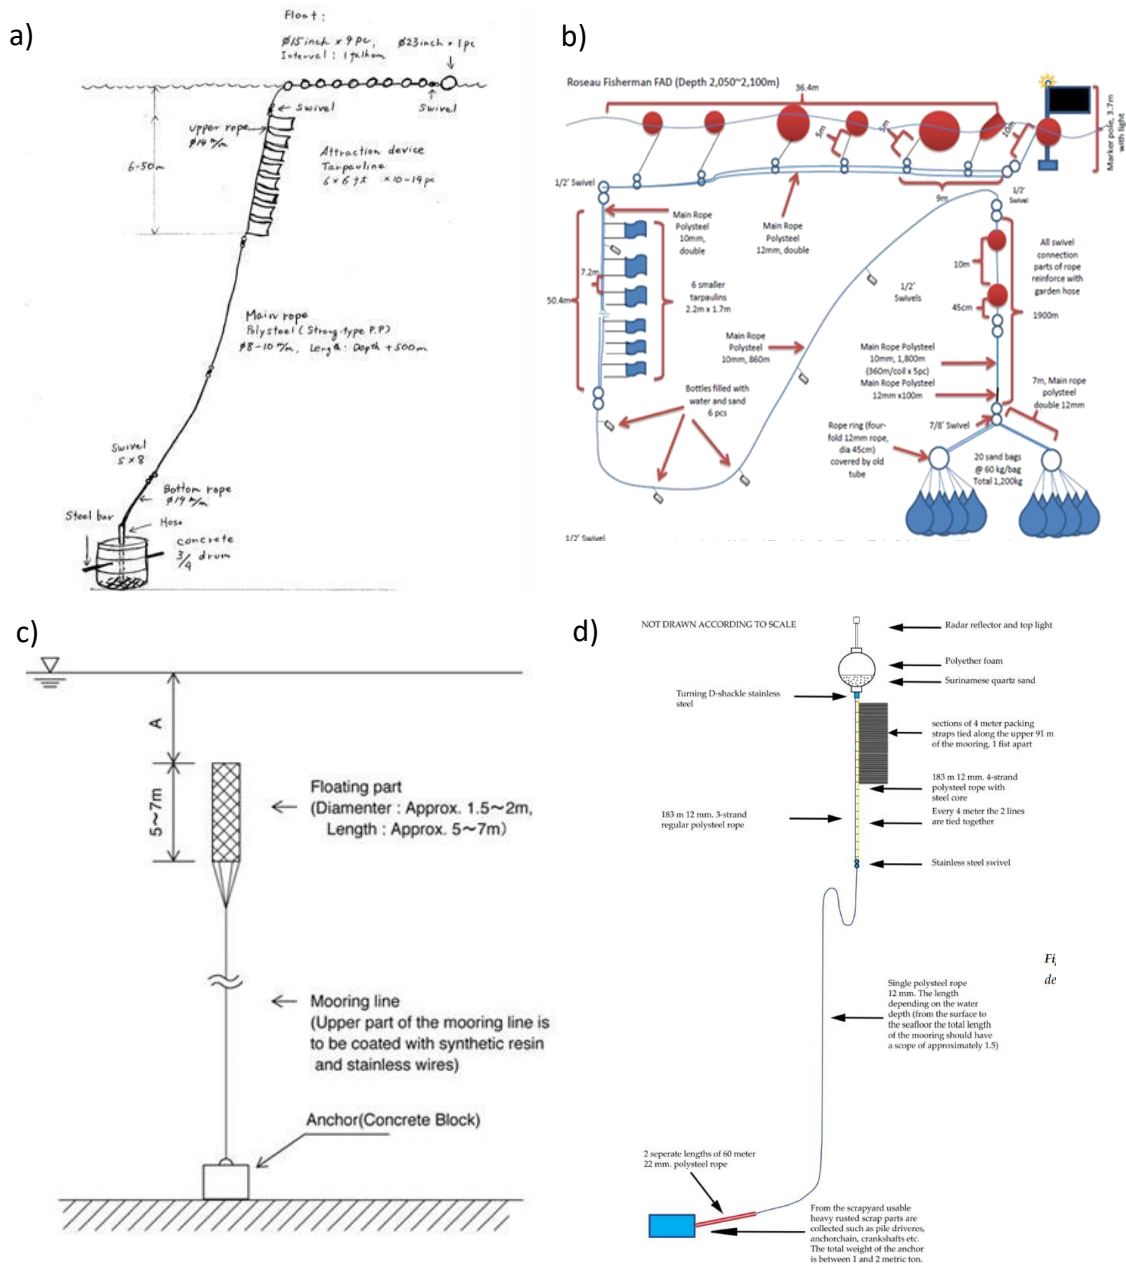 a)
Float :
Ø15inch × 9 pc, Ø23inch × 1pc
Interval : 1 fathom
Swivel
Swivel
upper rope
Ø14 m/m
6-50m
Attraction device
Tarpauline
6 × 6 ft × 10-14 pc
Main rope
Polysteel (Strong-type P.P)
Ø8-10 m/m, Length : Depth + 500m
Swivel
5 × 8
Bottom rope
Ø14 m/m
Steel bar
Hose
concrete
3/4 drum
b)
Roseau Fisherman FAD (Depth 2,050~2,100m)
36.4m
5m
5m
10m
Marker pole, 3.7m
with light
1/2' Swivel
9m
1/2'
Swivel
Main Rope
Polysteel
10mm,
double
Main Rope
Polysteel
12mm, double
7.2m
50.4m
6 smaller
tarpaulins
2.2m x 1.7m
10m
45cm
1/2'
Swivels
All swivel
connection
parts of rope
reinforce with
garden hose
1900m
Main Rope
Polysteel
10mm, 860m
Main Rope Polysteel
10mm, 1,800m
(360m/coil x 5pc)
Main Rope Polysteel
12mm x100m
Bottles filled with
water and sand
6 pcs
7m, Main rope
polysteel
double 12mm
7/8' Swivel
Rope ring (four-
fold 12mm rope,
dia 45cm)
covered by old
tube
20 sand bags
@ 60 kg/bag
Total 1,200kg
1/2' Swivel
c)
A
5~7m
Floating part
(Diamenter : Approx. 1.5~2m,
Length : Approx. 5~7m)
Mooring line
(Upper part of the mooring line is
to be coated with synthetic resin
and stainless wires)
Anchor(Concrete Block)
d)
NOT DRAWN ACCORDING TO SCALE
Radar reflector and top light
Polyether foam
Surinamese quartz sand
Turning D-shackle stainless
steel
sections of 4 meter packing
straps tied along the upper 91 m
of the mooring, 1 fist apart
183 m 12 mm. 4-strand
polysteel rope with
steel core
183 m 12 mm. 3-strand
regular polysteel rope
Every 4 meter the 2 lines
are tied together
Stainless steel swivel
Fi
de
Single polysteel rope
12 mm. The length
depending on the water
depth (from the surface to
the seafloor the total length
of the mooring should have
a scope of approximately 1.5)
2 seperate lengths of 60 meter
22 mm. polysteel rope
From the scrapyard usable
heavy rusted scrap parts are
collected such as pile driveres,
anchorchain, crankshafts etc.
The total weight of the anchor
is between 1 and 2 metric ton.